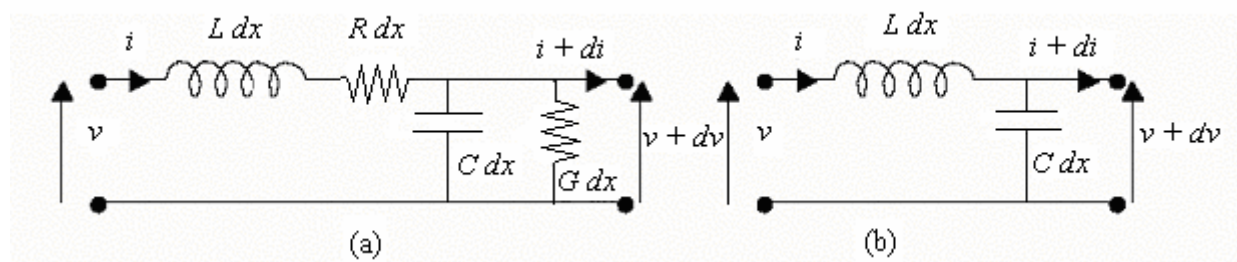 L dx R dx
i i + di
v C dx G dx v + dv
(a)
L dx
i i + di
v C dx v + dv
(b)